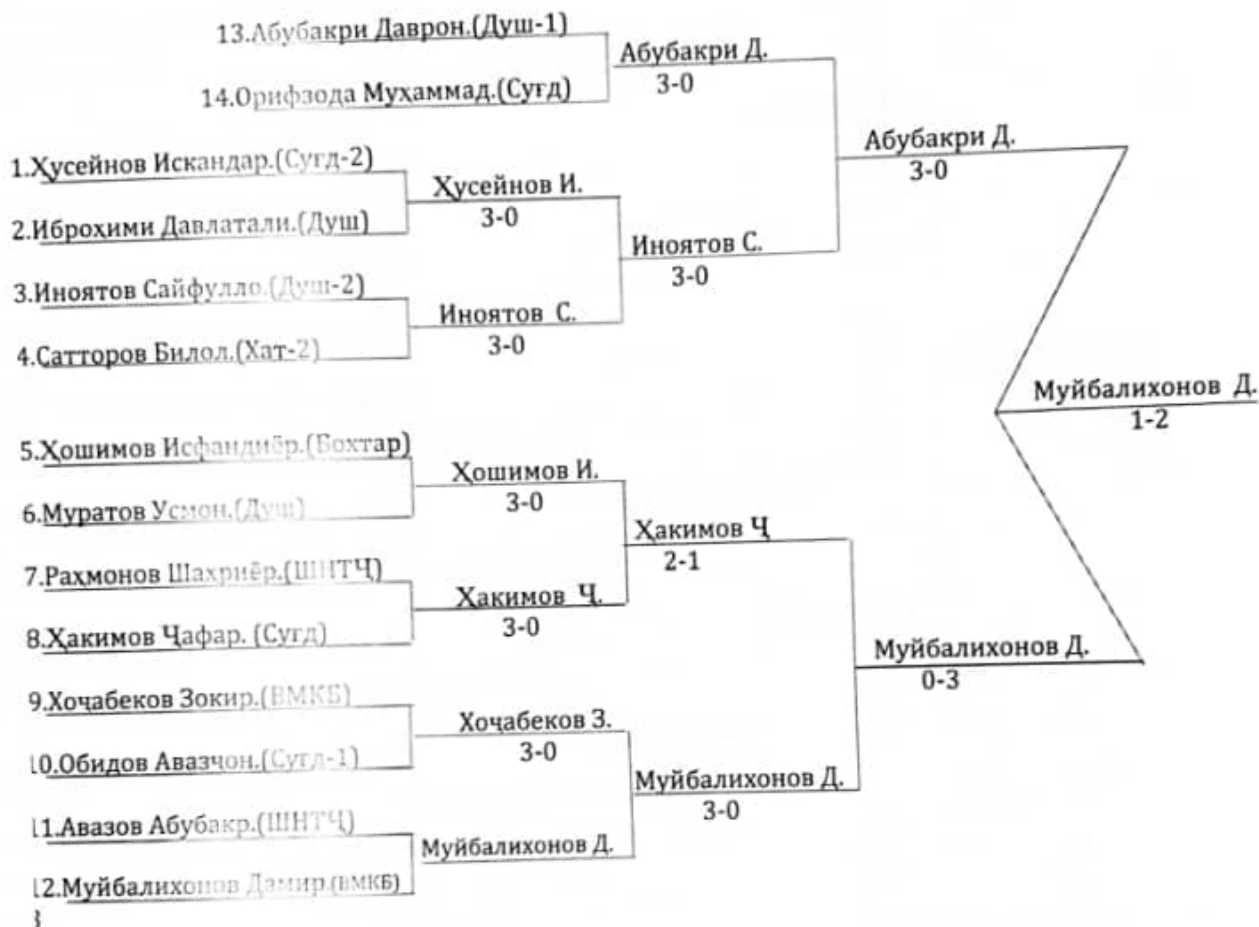 13.Абубакри Даврон.(Душ-1)
14.Орифзода Муҳаммад.(Суғд)
Абубакри Д.
3-0
1.Ҳусейнов Искандар.(Суғд-2)
2.Иброҳими Давлатали.(Душ)
Ҳусейнов И.
3-0
3.Иноятов Сайфулло.(Душ-2)
4.Сатторов Билол.(Хат-2)
Иноятов С.
3-0
Иноятов С.
3-0
Абубакри Д.
3-0
5.Ҳошимов Исфандиёр.(Бохтар)
6.Муратов Усмон.(Душ)
Ҳошимов И.
3-0
7.Раҳмонов Шаҳриёр.(ШНТҶ)
8.Ҳакимов Ҷафар. (Суғд)
Ҳакимов Ҷ.
3-0
Ҳакимов Ҷ
2-1
9.Хоҷабеков Зокир.(ВМКБ)
10.Обидов Авазҷон.(Суғд-1)
Хоҷабеков З.
3-0
11.Авазов Абубакр.(ШНТҶ)
12.Муйбалихонов Дамир.(ВМКБ)
Муйбалихонов Д.
Муйбалихонов Д.
3-0
Муйбалихонов Д.
0-3
Муйбалихонов Д.
1-2